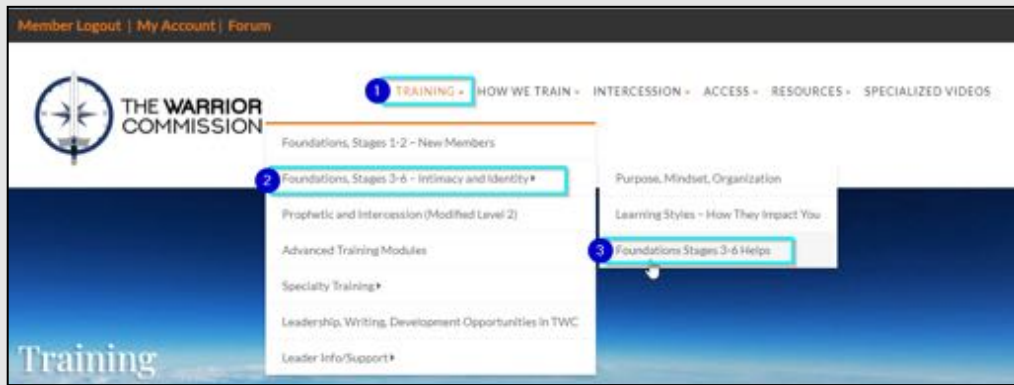 Member Logout | My Account | Forum
THE WARRIOR
COMMISSION
1 TRAINING HOW WE TRAIN INTERCESSION ACCESS RESOURCES SPECIALIZED VIDEOS
Foundations, Stages 1-2 – New Members
2 Foundations, Stages 3-6 – Intimacy and Identity
Prophetic and Intercession (Modified Level 2)
Advanced Training Modules
Specialty Training
Leadership, Writing, Development Opportunities in TWC
Leader Info/Support
Purpose, Mindset, Organization
Learning Styles – How They Impact You
3 Foundations Stages 3-6 Helps
Training